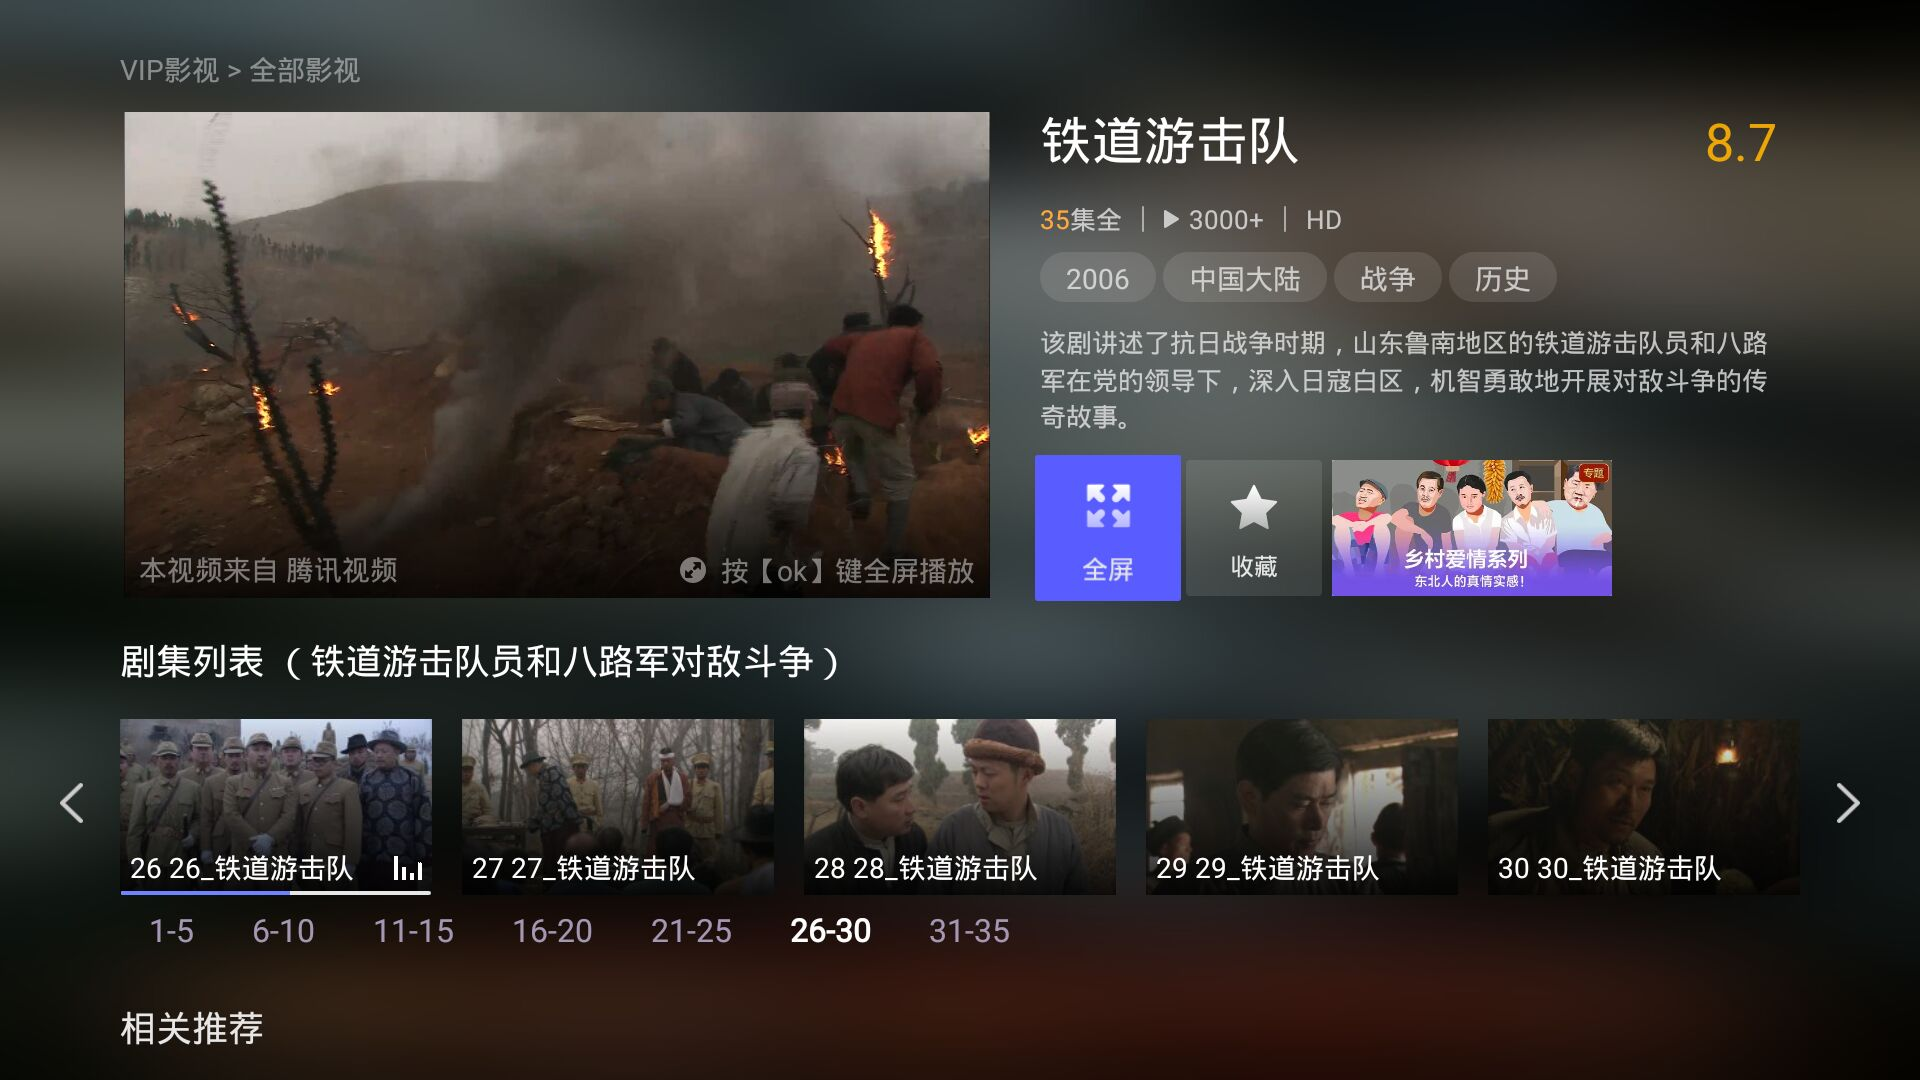 VIP影视 > 全部影视
铁道游击队
8.7
35集全 | 3000+ | HD
2006 中国大陆 战争 历史
该剧讲述了抗日战争时期，山东鲁南地区的铁道游击队员和八路
军在党的领导下，深入日寇白区，机智勇敢地开展对敌斗争的传
奇故事。
本视频来自 腾讯视频
按【ok】键全屏播放
全屏
收藏
专题
乡村爱情系列
东北人的真情实感！
剧集列表 （铁道游击队员和八路军对敌斗争）
26 26_铁道游击队
27 27_铁道游击队
28 28_铁道游击队
29 29_铁道游击队
30 30_铁道游击队
1-5 6-10 11-15 16-20 21-25 26-30 31-35
相关推荐